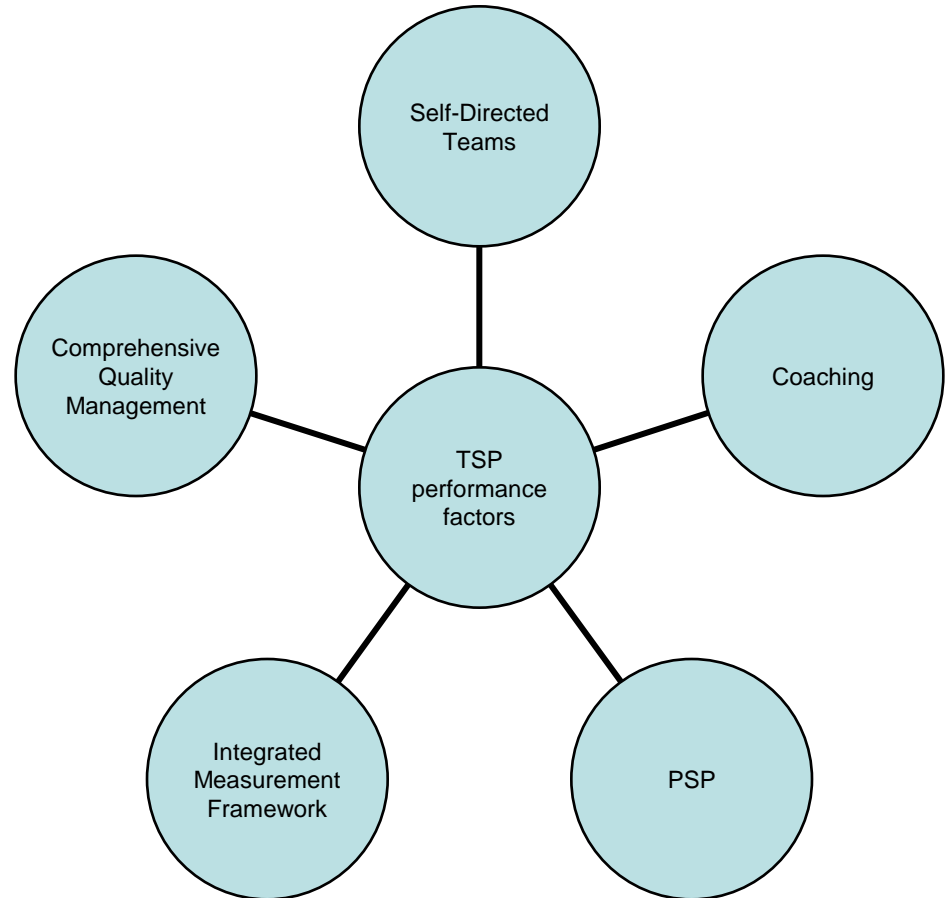 Self-Directed
Teams
Comprehensive
Quality
Management
Coaching
TSP
performance
factors
Integrated
Measurement
Framework
PSP